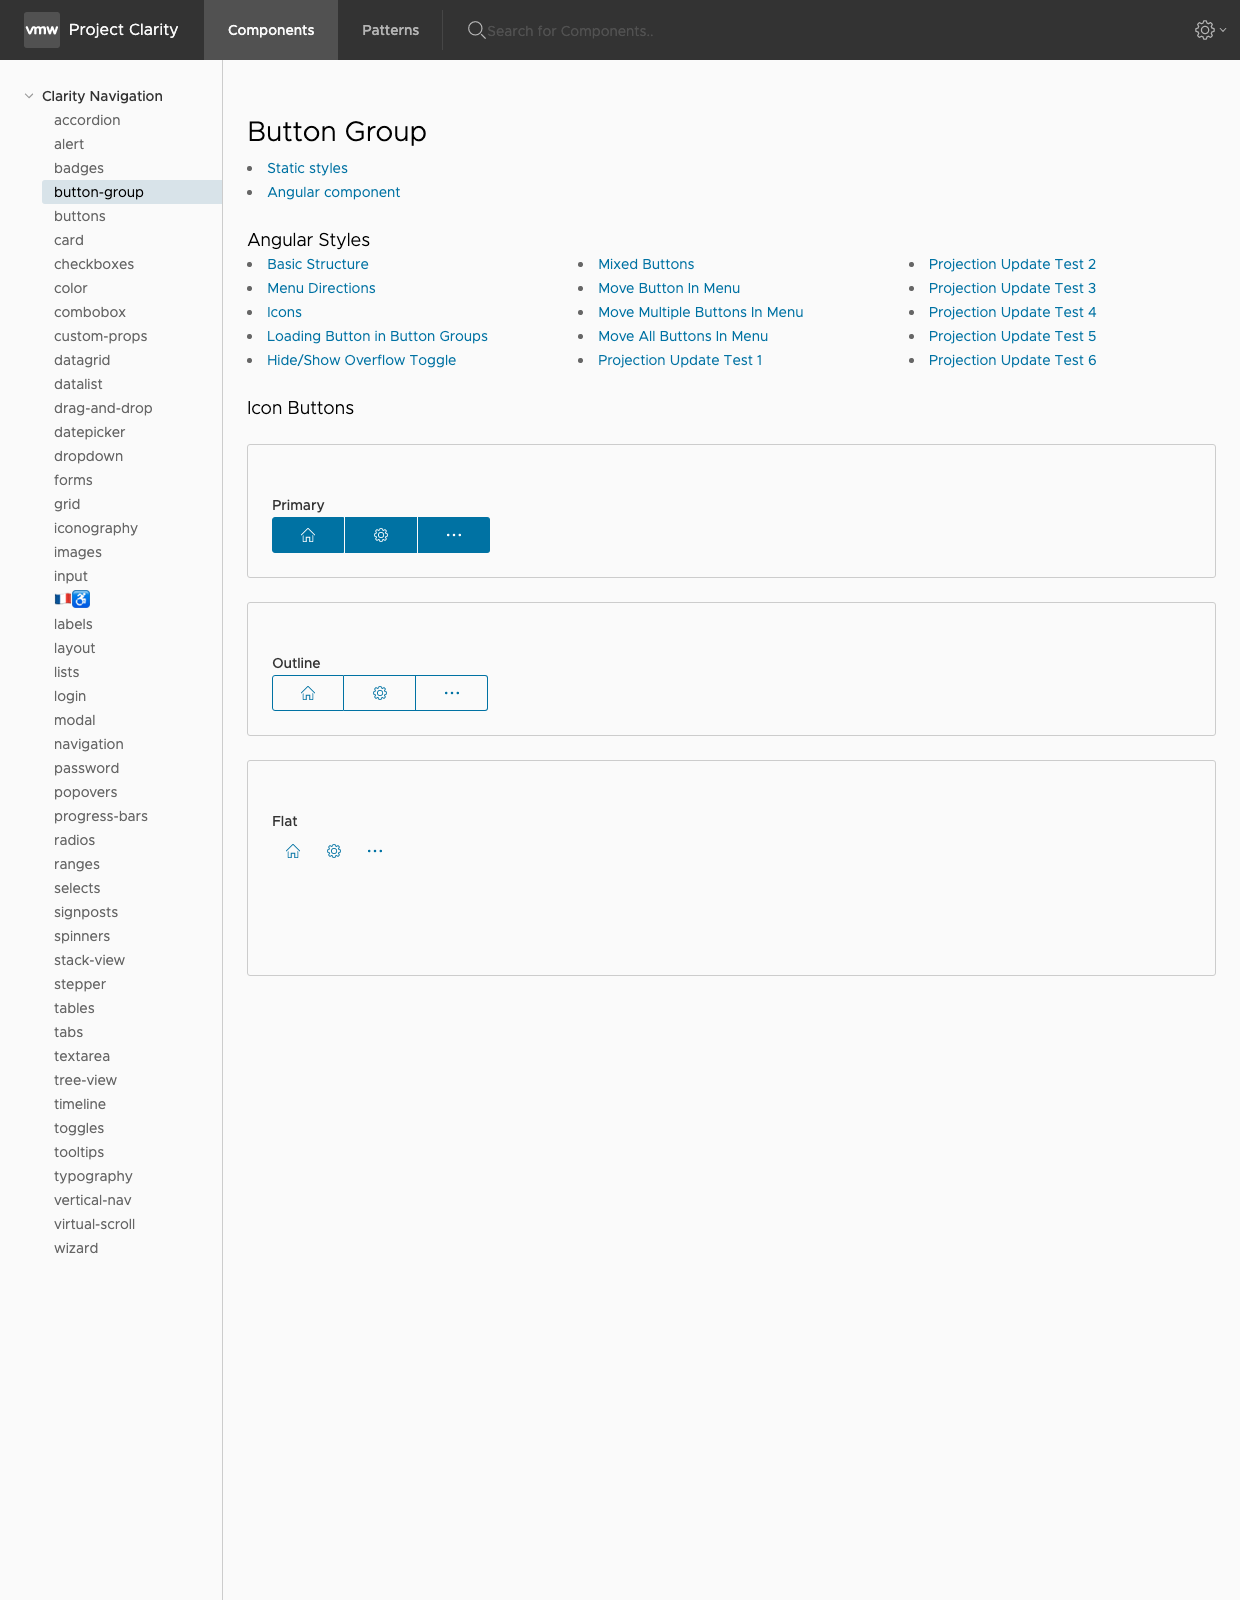 vmw Project Clarity Components Patterns Search for Components..
Clarity Navigation
accordion
alert
badges
button-group
buttons
card
checkboxes
color
combobox
custom-props
datagrid
datalist
drag-and-drop
datepicker
dropdown
forms
grid
iconography
images
input
🇫🇷♿
labels
layout
lists
login
modal
navigation
password
popovers
progress-bars
radios
ranges
selects
signposts
spinners
stack-view
stepper
tables
tabs
textarea
tree-view
timeline
toggles
tooltips
typography
vertical-nav
virtual-scroll
wizard
Button Group
Static styles
Angular component
Angular Styles
Basic Structure
Menu Directions
Icons
Loading Button in Button Groups
Hide/Show Overflow Toggle
Mixed Buttons
Move Button In Menu
Move Multiple Buttons In Menu
Move All Buttons In Menu
Projection Update Test 1
Projection Update Test 2
Projection Update Test 3
Projection Update Test 4
Projection Update Test 5
Projection Update Test 6
Icon Buttons
Primary
Outline
Flat